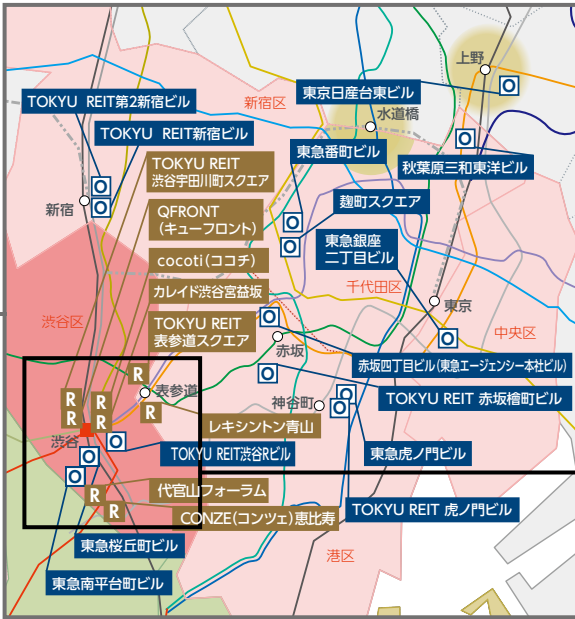 上野
東京日産台東ビル
TOKYU REIT第2新宿ビル
新宿区
水道橋
TOKYU REIT新宿ビル
秋葉原三和東洋ビル
東急番町ビル
TOKYU REIT
渋谷宇田川町スクエア
新宿
麹町スクエア
QFRONT
(キューフロント)
東急銀座
二丁目ビル
cocoti(ココチ)
千代田区
カレイド渋谷宮益坂
東京
渋谷区
TOKYU REIT
表参道スクエア
中央区
赤坂
赤坂四丁目ビル(東急エージェンシー本社ビル)
R
表参道
TOKYU REIT 赤坂檜町ビル
R
R
R
R
R
神谷町
レキシントン青山
渋谷
TOKYU REIT渋谷Rビル
東急虎ノ門ビル
R
代官山フォーラム
R
CONZE(コンツェ)恵比寿
TOKYU REIT 虎ノ門ビル
東急桜丘町ビル
港区
東急南平台町ビル
O
O
O
O
O
O
O
O
O
O
O
O
O
O